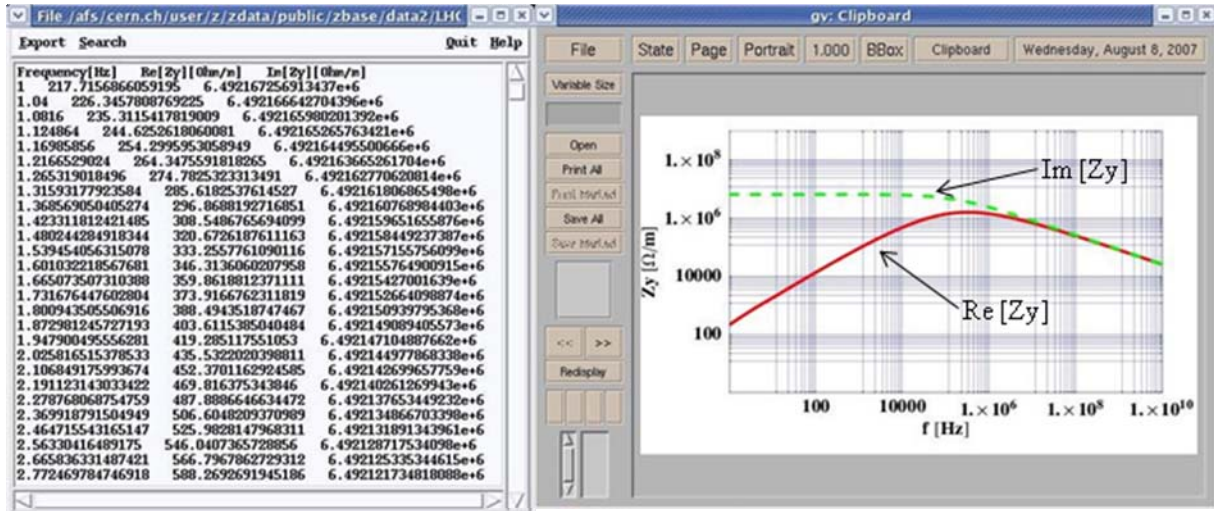 File /afs/cern.ch/user/z/zdata/public/zbase/data2/LHC
Export Search Quit Help
Frequency[Hz] Re[Zy][Ohm/m] Im[Zy][Ohm/m]
1 217.7156866059195 6.492167256913437e+6
1.04 226.3457808769225 6.492166642704396e+6
1.0816 235.3115417819009 6.492165980201392e+6
1.124864 244.6252618060081 6.492165265763421e+6
1.16985856 254.2995953058949 6.492164495500666e+6
1.2166529024 264.3475591818265 6.492163665261704e+6
1.265319018496 274.7825323313491 6.492162770620814e+6
1.31593177923584 285.6182537614527 6.492161806865498e+6
1.368569050405274 296.86881927168​51 6.492160768984403e+6
1.423311812421485 308.5486765694099 6.492159651655876e+6
1.480244284918344 320.6726187611163 6.492158449237387e+6
1.539454056315078 333.2557761090116 6.492157155756099e+6
1.601032218567681 346.3136060207958 6.492155764900915e+6
1.665073507310388 359.8618812371111 6.49215427001639e+6
1.731676447602804 373.9166762311819 6.492152664098874e+6
1.800943505506916 388.4943518747467 6.492150939795368e+6
1.872981245727193 403.6115385040484 6.492149089405573e+6
1.947900495556281 419.285117551053 6.492147104887662e+6
2.025816515378533 435.5322020398811 6.492144977868338e+6
2.106849175993674 452.3701162924585 6.492142699657759e+6
2.191123143033422 469.816375343846 6.492140261269943e+6
2.278768068754759 487.8886646634472 6.492137653449232e+6
2.369918791504949 506.6048209370989 6.492134866703398e+6
2.464715543165147 525.9828147968311 6.492131891343961e+6
2.56330416489175 546.0407365728856 6.492128717534098e+6
2.665836331487421 566.7967862729312 6.492125335344615e+6
2.772469784746918 588.2692691945186 6.492121734818088e+6
gv: Clipboard
File State Page Portrait 1.000 BBox Clipboard Wednesday, August 8, 2007
Variable Size
Open
Print All
Print Marked
Save All
Save Marked
<< >>
Redisplay
1.×10⁸
1.×10⁶
10000
100
Zy [Ω/m]
Im [Zy]
Re [Zy]
100 10000 1.×10⁶ 1.×10⁸ 1.×10¹⁰
f [Hz]